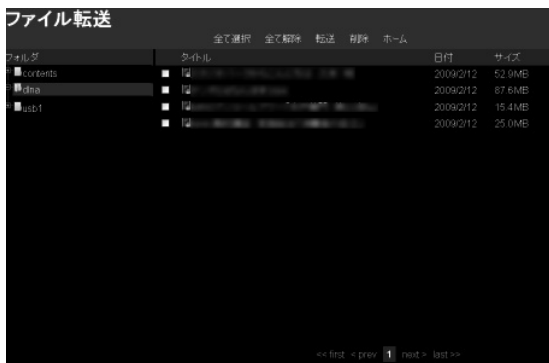 ファイル転送
全て選択 全て解除 転送 削除 ホーム
フォルダ タイトル 日付 サイズ
contents 2009/2/12 52.9MB
dlna 2009/2/12 87.6MB
usb1 2009/2/12 15.4MB
2009/2/12 25.0MB
<< first < prev 1 next > last >>